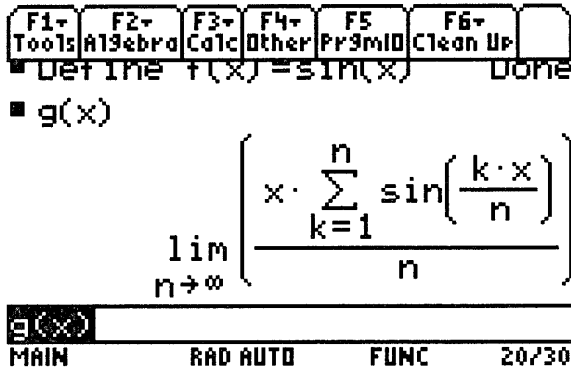 F1▾ F2▾ F3▾ F4▾ F5 F6▾
Tools Algebra Calc Other PrgmIO Clean Up
▪ Define f(x)=sin(x) Done
▪ g(x)
lim n→∞ ( x· ∑ n k=1 sin( k·x / n ) / n )
g(x)
MAIN RAD AUTO FUNC 20/30